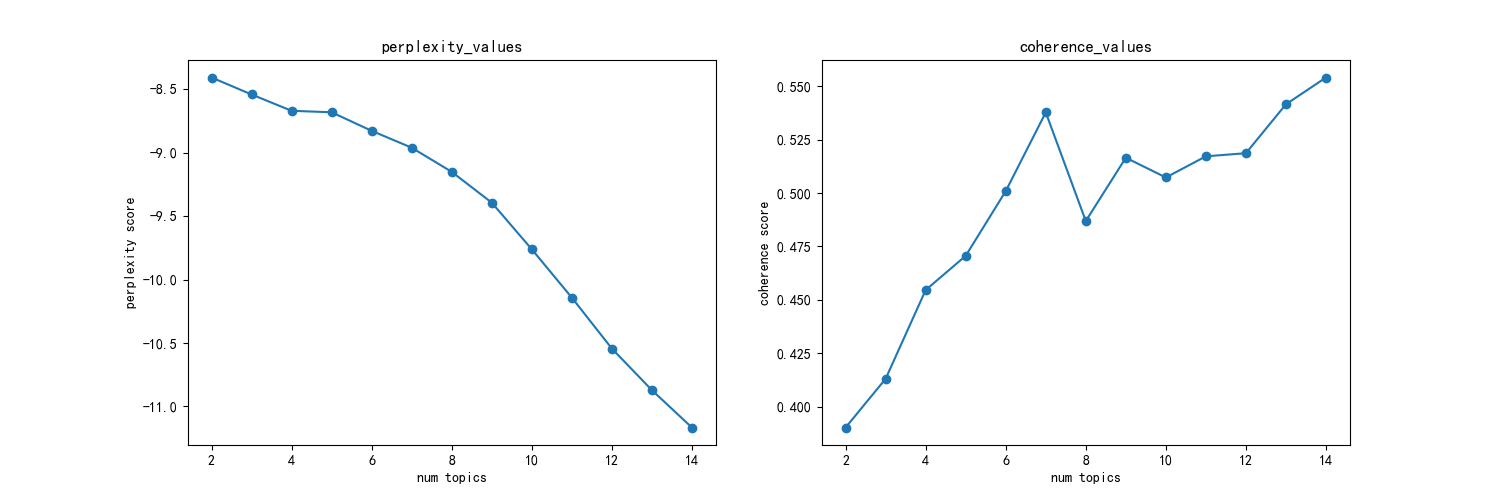 perplexity_values
perplexity score
-8.5
-9.0
-9.5
-10.0
-10.5
-11.0
2 4 6 8 10 12 14
num topics
coherence_values
coherence score
0.550
0.525
0.500
0.475
0.450
0.425
0.400
2 4 6 8 10 12 14
num topics